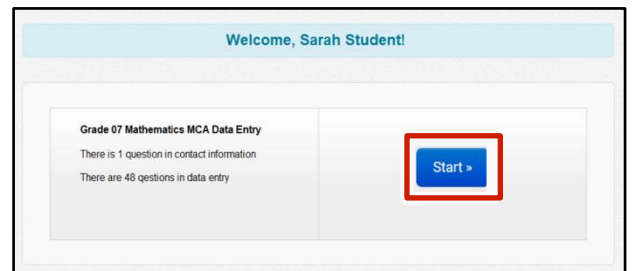 Welcome, Sarah Student!
Grade 07 Mathematics MCA Data Entry
There is 1 question in contact information
There are 48 qestions in data entry
Start »